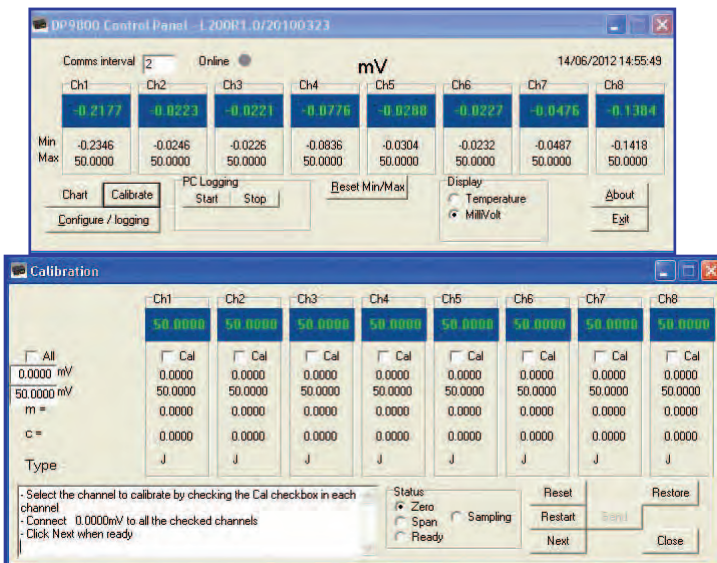 DP9800 Control Panel - L200R1.0/20100323
Comms interval 2 Online mV 14/06/2012 14:55:49
Ch1 Ch2 Ch3 Ch4 Ch5 Ch6 Ch7 Ch8
-0.2177 -0.0223 -0.0221 -0.0776 -0.0280 -0.0227 -0.0476 -0.1384
Min -0.2346 -0.0246 -0.0226 -0.0836 -0.0304 -0.0232 -0.0487 -0.1418
Max 50.0000 50.0000 50.0000 50.0000 50.0000 50.0000 50.0000 50.0000
Chart Calibrate PC Logging Start Stop Reset Min/Max Display Temperature About
Configure / logging MilliVolt Exit
Calibration
Ch1 Ch2 Ch3 Ch4 Ch5 Ch6 Ch7 Ch8
50.0000 50.0000 50.0000 50.0000 50.0000 50.0000 50.0000 50.0000
All Cal Cal Cal Cal Cal Cal Cal Cal
0.0000 mV 0.0000 0.0000 0.0000 0.0000 0.0000 0.0000 0.0000 0.0000
50.0000 mV 50.0000 50.0000 50.0000 50.0000 50.0000 50.0000 50.0000 50.0000
m = 0.0000 0.0000 0.0000 0.0000 0.0000 0.0000 0.0000 0.0000
c = 0.0000 0.0000 0.0000 0.0000 0.0000 0.0000 0.0000 0.0000
Type J J J J J J J J
- Select the channel to calibrate by checking the Cal checkbox in each
channel
- Connect 0.0000mV to all the checked channels
- Click Next when ready
Status
Zero
Span Sampling
Ready
Reset Restore
Restart Send
Next Close